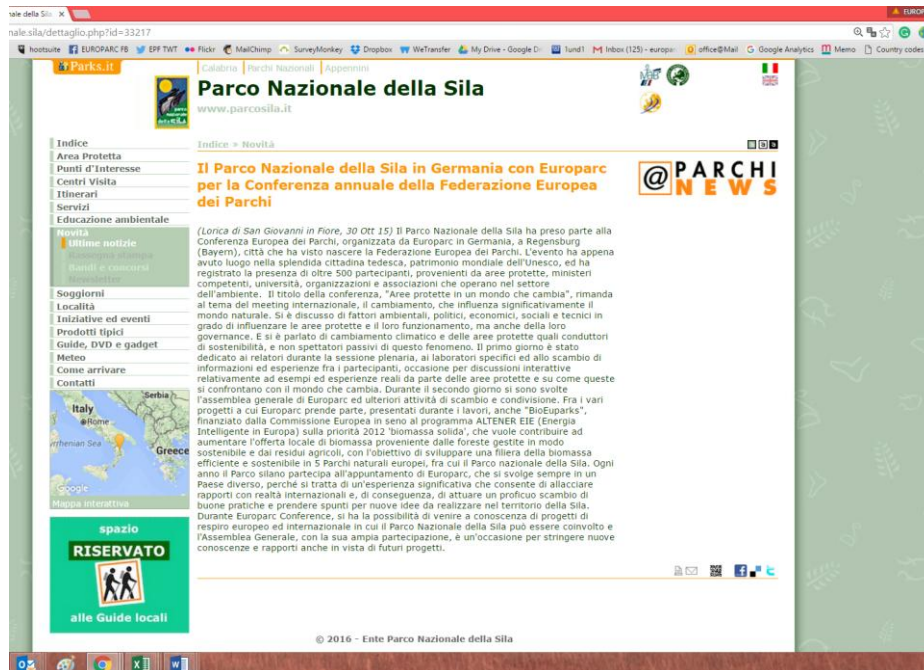 nale della Sila
EUROP
nale.sila/dettaglio.php?id=33217
hootsuite EUROPARC FB EPF TWT Flickr MailChimp SurveyMonkey Dropbox WeTransfer My Drive - Google Dr 1und1 Inbox (125) - europar office@Mail Google Analytics Memo Country codes
Parks.it
Calabria Parchi Nazionali Appennini
Parco Nazionale della Sila
www.parcosila.it
Indice
Area Protetta
Punti d'Interesse
Centri Visita
Itinerari
Servizi
Educazione ambientale
Novità
Ultime notizie
Rassegna stampa
Bandi e concorsi
Newsletter
Soggiorni
Località
Iniziative ed eventi
Prodotti tipici
Guide, DVD e gadget
Meteo
Come arrivare
Contatti
Serbia
Italy
Rome
Tyrrhenian Sea
Greece
Google
Mappa interattiva
spazio
RISERVATO
alle Guide locali
Indice » Novità
@PARCHI
NEWS
Il Parco Nazionale della Sila in Germania con Europarc
per la Conferenza annuale della Federazione Europea
dei Parchi
(Lorica di San Giovanni in Fiore, 30 Ott 15) Il Parco Nazionale della Sila ha preso parte alla
Conferenza Europea dei Parchi, organizzata da Europarc in Germania, a Regensburg
(Bayern), città che ha visto nascere la Federazione Europea dei Parchi. L'evento ha appena
avuto luogo nella splendida cittadina tedesca, patrimonio mondiale dell'Unesco, ed ha
registrato la presenza di oltre 500 partecipanti, provenienti da aree protette, ministeri
competenti, università, organizzazioni e associazioni che operano nel settore
dell'ambiente. Il titolo della conferenza, "Aree protette in un mondo che cambia", rimanda
al tema del meeting internazionale, il cambiamento, che influenza significativamente il
mondo naturale. Si è discusso di fattori ambientali, politici, economici, sociali e tecnici in
grado di influenzare le aree protette e il loro funzionamento, ma anche della loro
governance. E si è parlato di cambiamento climatico e delle aree protette quali conduttori
di sostenibilità, e non spettatori passivi di questo fenomeno. Il primo giorno è stato
dedicato ai relatori durante la sessione plenaria, ai laboratori specifici ed allo scambio di
informazioni ed esperienze fra i partecipanti, occasione per discussioni interattive
relativamente ad esempi ed esperienze reali da parte delle aree protette e su come queste
si confrontano con il mondo che cambia. Durante il secondo giorno si sono svolte
l'assemblea generale di Europarc ed ulteriori attività di scambio e condivisione. Fra i vari
progetti a cui Europarc prende parte, presentati durante i lavori, anche "BioEuparks",
finanziato dalla Commissione Europea in seno al programma ALTENER EIE (Energia
Intelligente in Europa) sulla priorità 2012 'biomassa solida', che vuole contribuire ad
aumentare l'offerta locale di biomassa proveniente dalle foreste gestite in modo
sostenibile e dai residui agricoli, con l'obiettivo di sviluppare una filiera della biomassa
efficiente e sostenibile in 5 Parchi naturali europei, fra cui il Parco nazionale della Sila. Ogni
anno il Parco silano partecipa all'appuntamento di Europarc, che si svolge sempre in un
Paese diverso, perché si tratta di un'esperienza significativa che consente di allacciare
rapporti con realtà internazionali e, di conseguenza, di attuare un proficuo scambio di
buone pratiche e prendere spunti per nuove idee da realizzare nel territorio della Sila.
Durante Europarc Conference, si ha la possibilità di venire a conoscenza di progetti di
respiro europeo ed internazionale in cui il Parco Nazionale della Sila può essere coinvolto e
l'Assemblea Generale, con la sua ampia partecipazione, è un'occasione per stringere nuove
conoscenze e rapporti anche in vista di futuri progetti.
© 2016 - Ente Parco Nazionale della Sila